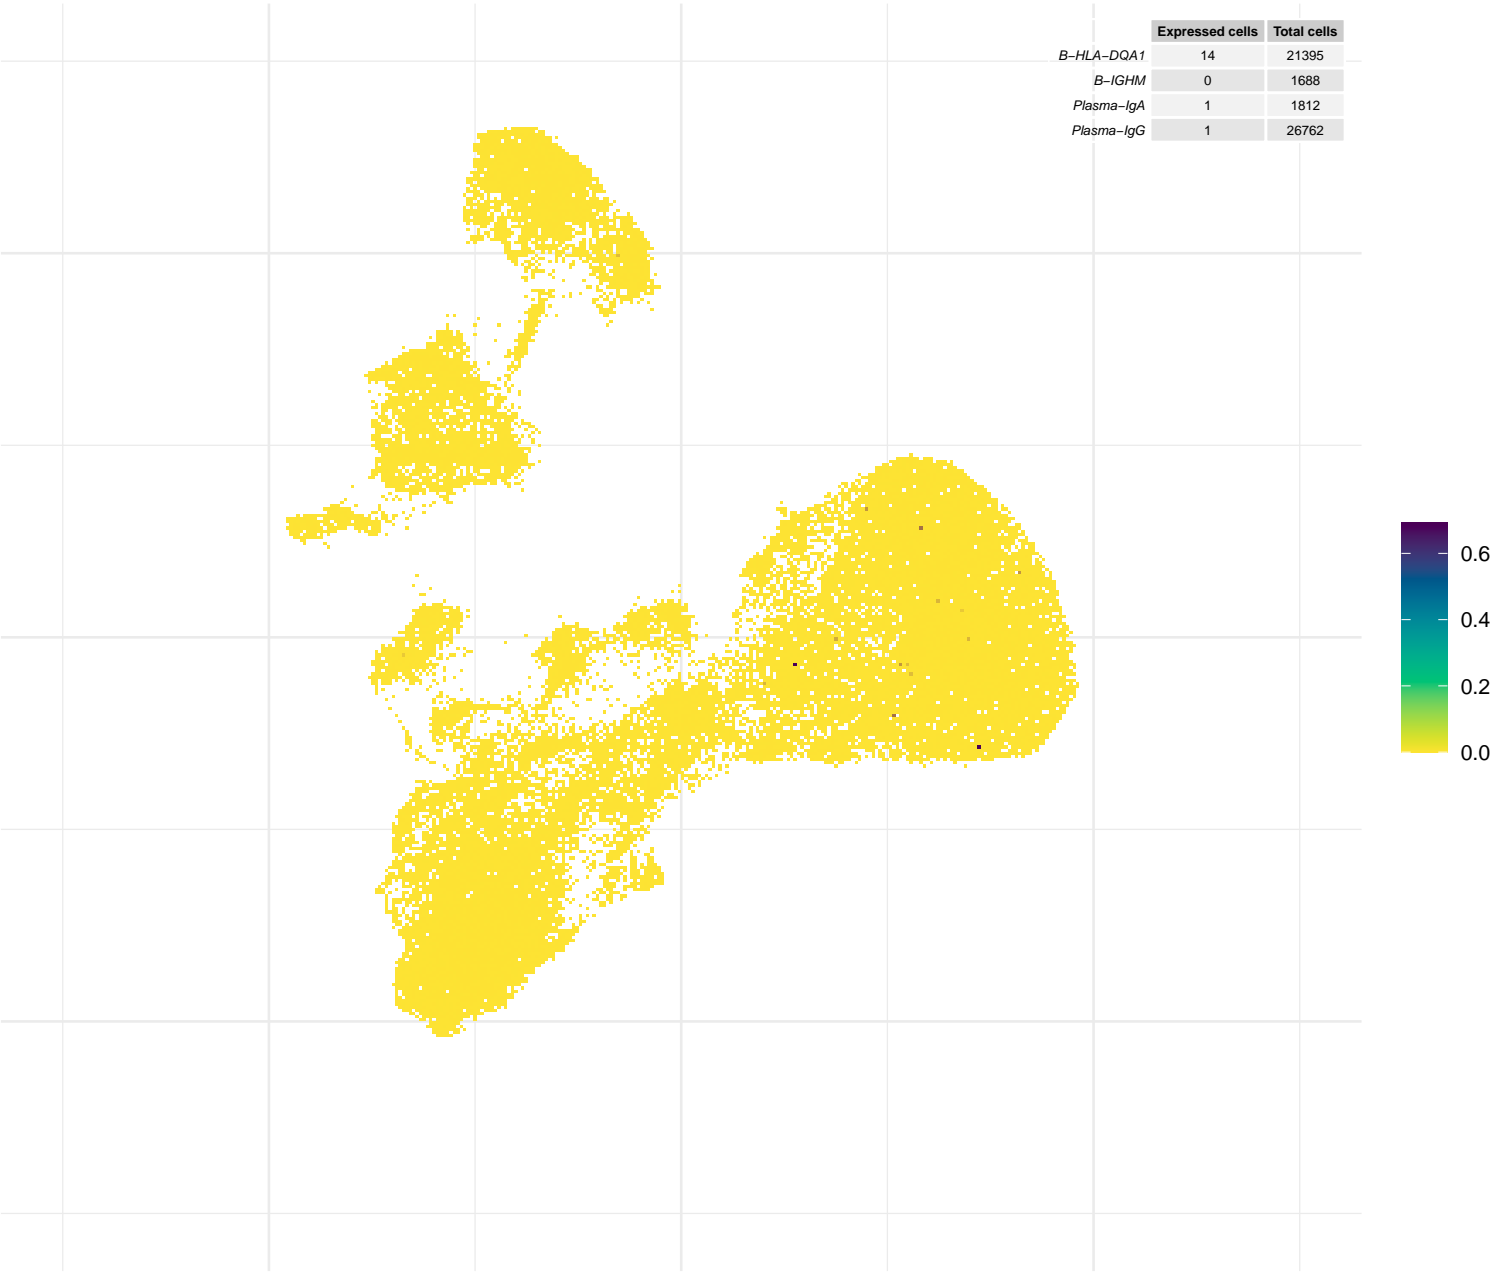 Expressed cells Total cells
B−HLA−DQA1 14 21395
B−IGHM 0 1688
Plasma−IgA 1 1812
Plasma−IgG 1 26762
0.6
0.4
0.2
0.0